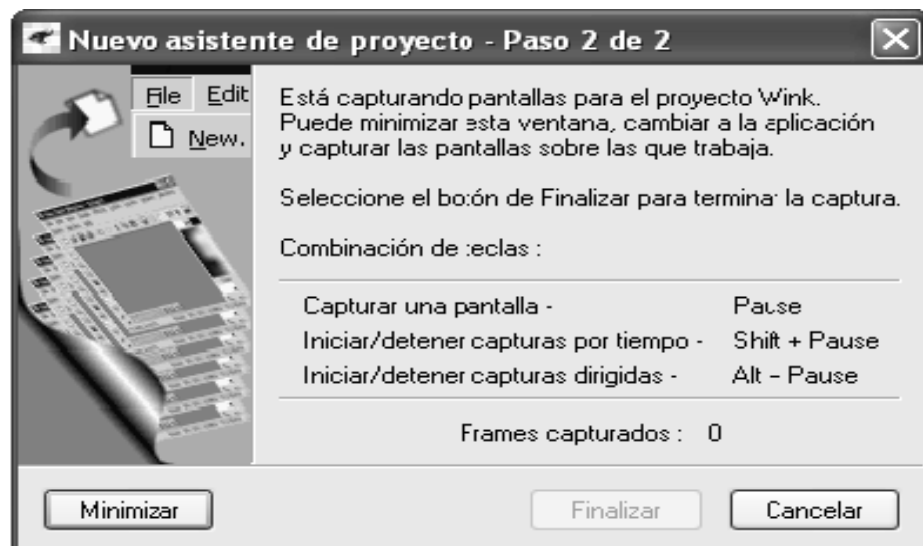 Nuevo asistente de proyecto - Paso 2 de 2
File Edit
New.
Está capturando pantallas para el proyecto Wink.
Puede minimizar esta ventana, cambiar a la aplicación
y capturar las pantallas sobre las que trabaja.
Seleccione el botón de Finalizar para terminar la captura.
Combinación de teclas :
Capturar una pantalla - Pause
Iniciar/detener capturas por tiempo - Shift + Pause
Iniciar/detener capturas dirigidas - Alt - Pause
Frames capturados : 0
Minimizar Finalizar Cancelar